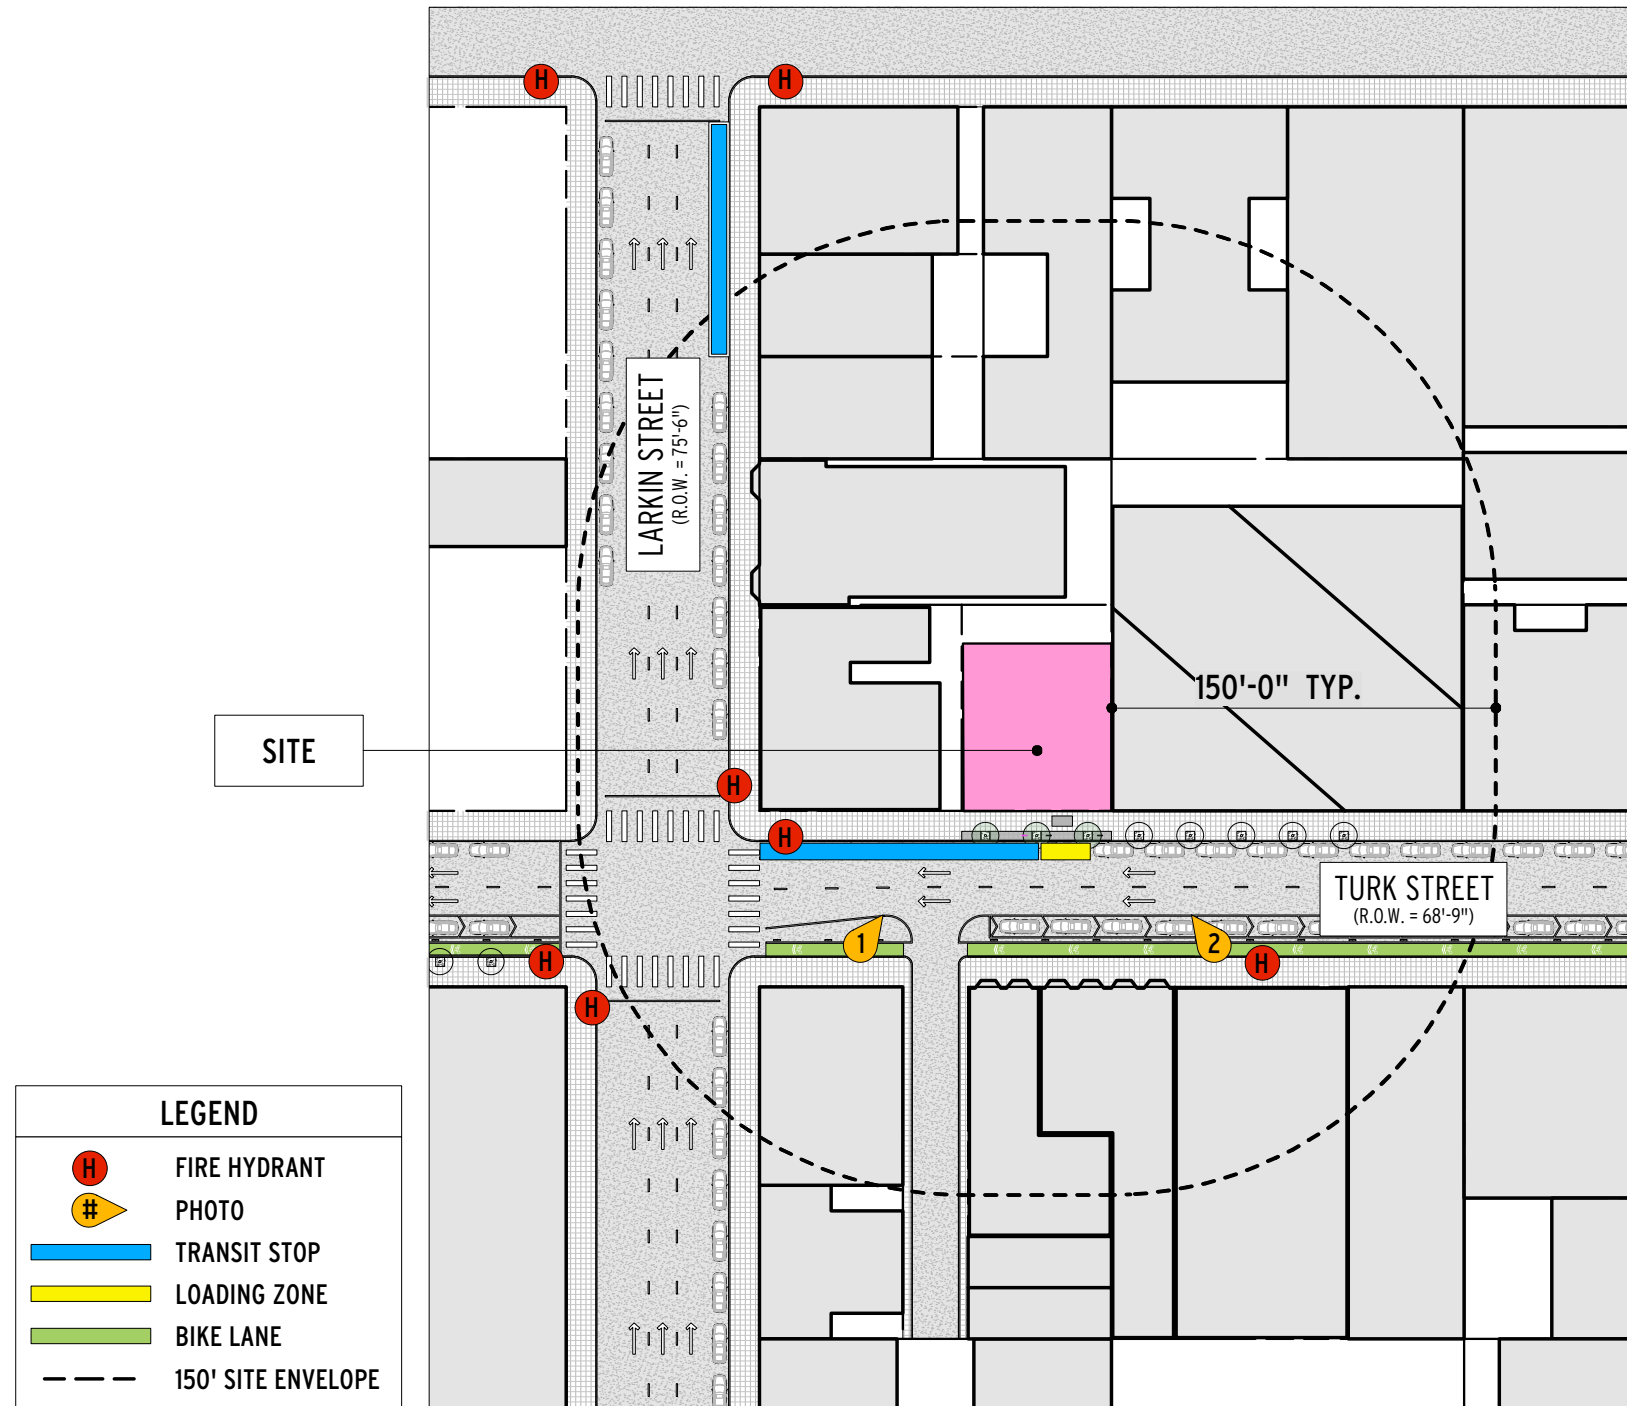 H
H
LARKIN STREET
(R.O.W. = 75'-6")
150'-0" TYP.
SITE
H
H
TURK STREET
(R.O.W. = 68'-9")
1
2
H
H
H
LEGEND
H FIRE HYDRANT
# PHOTO
TRANSIT STOP
LOADING ZONE
BIKE LANE
150' SITE ENVELOPE